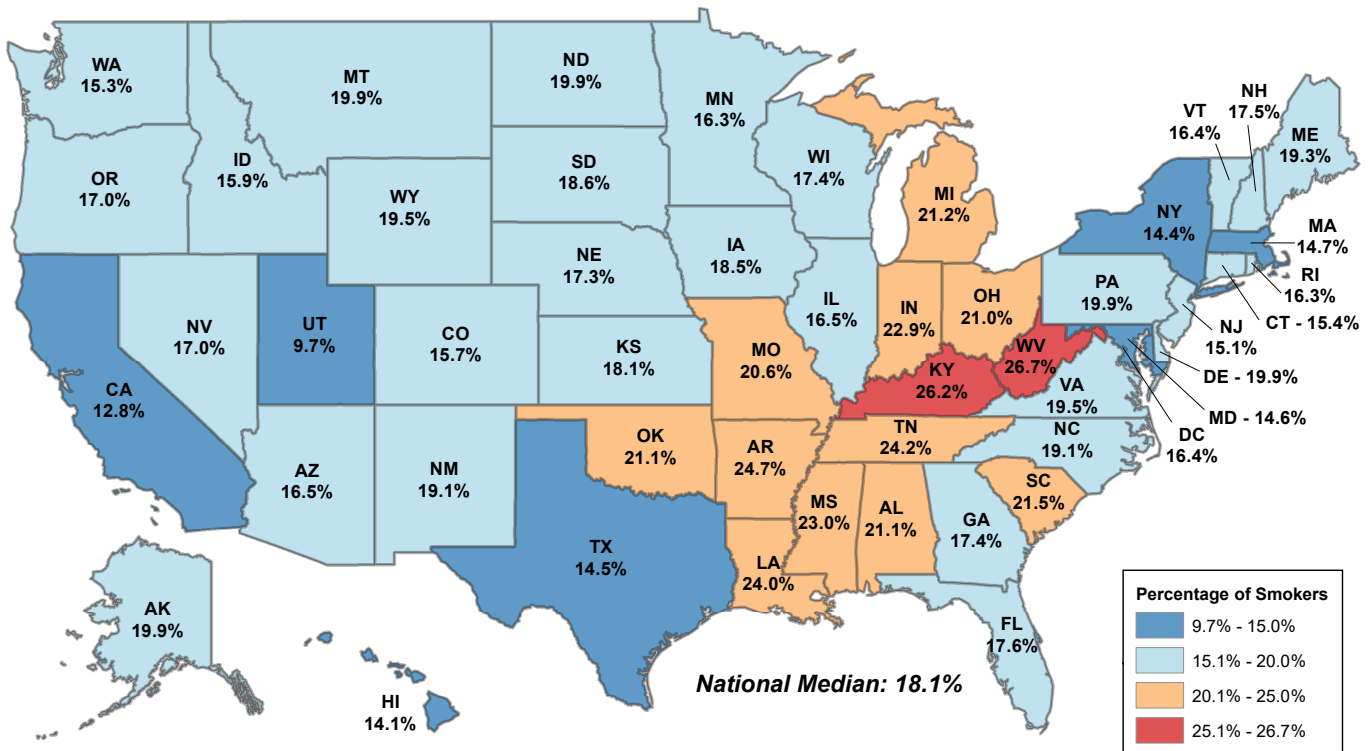 WA
15.3%
MT
19.9%
ND
19.9%
MN
16.3%
OR
17.0%
ID
15.9%
WY
19.5%
SD
18.6%
WI
17.4%
MI
21.2%
VT
16.4%
NH
17.5%
ME
19.3%
NY
14.4%
MA
14.7%
RI
16.3%
CT - 15.4%
NE
17.3%
IA
18.5%
IL
16.5%
IN
22.9%
OH
21.0%
PA
19.9%
NJ
15.1%
DE - 19.9%
MD - 14.6%
DC
16.4%
NV
17.0%
UT
9.7%
CO
15.7%
KS
18.1%
MO
20.6%
KY
26.2%
WV
26.7%
VA
19.5%
CA
12.8%
AZ
16.5%
NM
19.1%
OK
21.1%
AR
24.7%
TN
24.2%
NC
19.1%
SC
21.5%
TX
14.5%
LA
24.0%
MS
23.0%
AL
21.1%
GA
17.4%
FL
17.6%
AK
19.9%
HI
14.1%
National Median: 18.1%
Percentage of Smokers
9.7% - 15.0%
15.1% - 20.0%
20.1% - 25.0%
25.1% - 26.7%